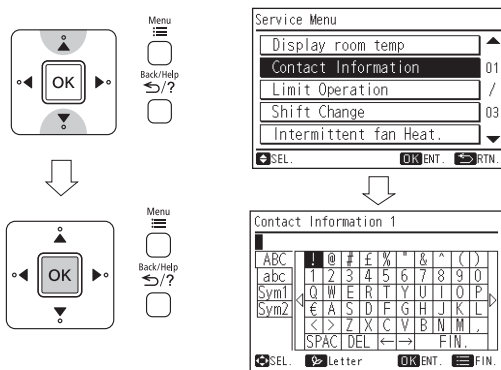 Menu
OK
Back/Help
/?
Service Menu
Display room temp
Contact Information
Limit Operation
Shift Change
Intermittent fan Heat.
01
/
03
SEL.
OK ENT.
RTN.
Menu
OK
Back/Help
/?
Contact Information 1
ABC
abc
Sym1
Sym2
! @ # £ % " & ^ ( )
1 2 3 4 5 6 7 8 9 0
Q W E R T Y U I O P
€ A S D F G H J K L
< > Z X C V B N M ,
SPAC DEL ← → FIN.
SEL.
Letter
OK ENT.
FIN.